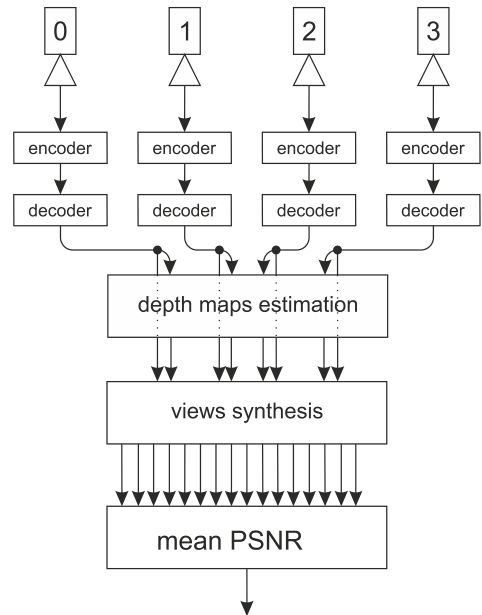 0 1 2 3
encoder encoder encoder encoder
decoder decoder decoder decoder
depth maps estimation
views synthesis
mean PSNR